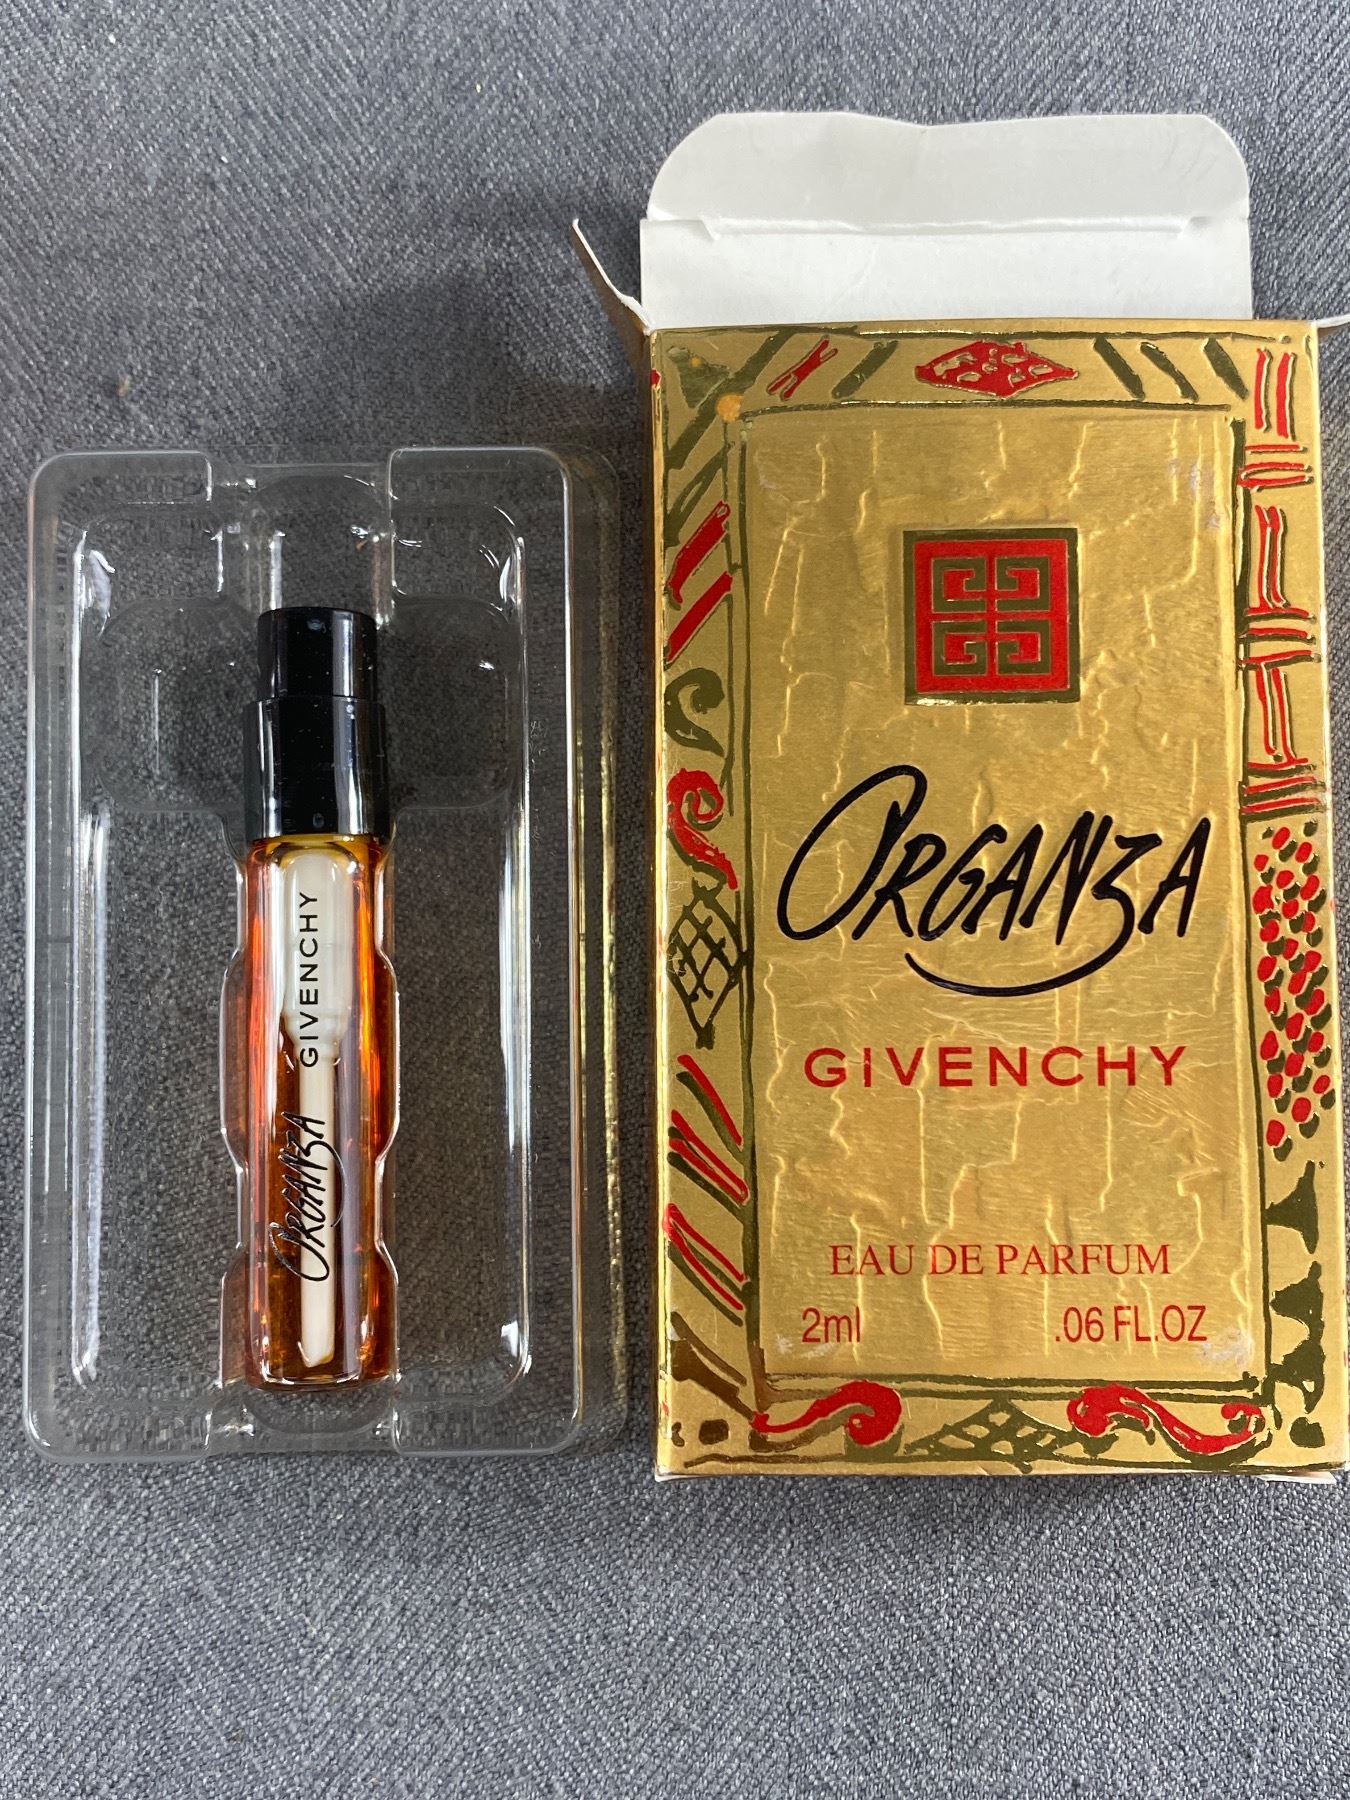 GIVENCHY
ORGANZA
ORGANZA
GIVENCHY
EAU DE PARFUM
2ml .06 FL.OZ